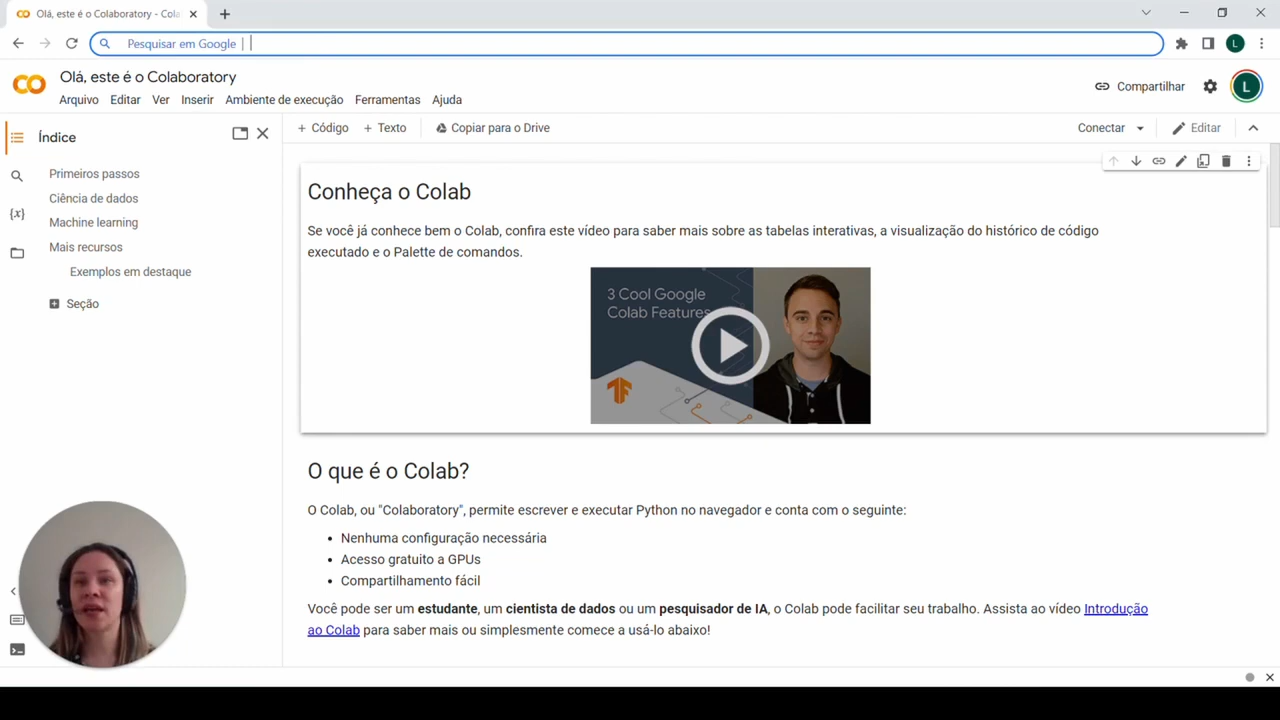 Olá, este é o Colaboratory - Cola
Pesquisar em Google |
L
Olá, este é o Colaboratory
Arquivo Editar Ver Inserir Ambiente de execução Ferramentas Ajuda
Compartilhar
L
Índice
+ Código + Texto Copiar para o Drive
Conectar Editar
Primeiros passos
Ciência de dados
Machine learning
Mais recursos
Exemplos em destaque
Seção
Conheça o Colab
Se você já conhece bem o Colab, confira este vídeo para saber mais sobre as tabelas interativas, a visualização do histórico de código
executado e o Palette de comandos.
3 Cool Google
Colab Features
O que é o Colab?
O Colab, ou "Colaboratory", permite escrever e executar Python no navegador e conta com o seguinte:
• Nenhuma configuração necessária
• Acesso gratuito a GPUs
• Compartilhamento fácil
Você pode ser um estudante, um cientista de dados ou um pesquisador de IA, o Colab pode facilitar seu trabalho. Assista ao vídeo Introdução
ao Colab para saber mais ou simplesmente comece a usá-lo abaixo!